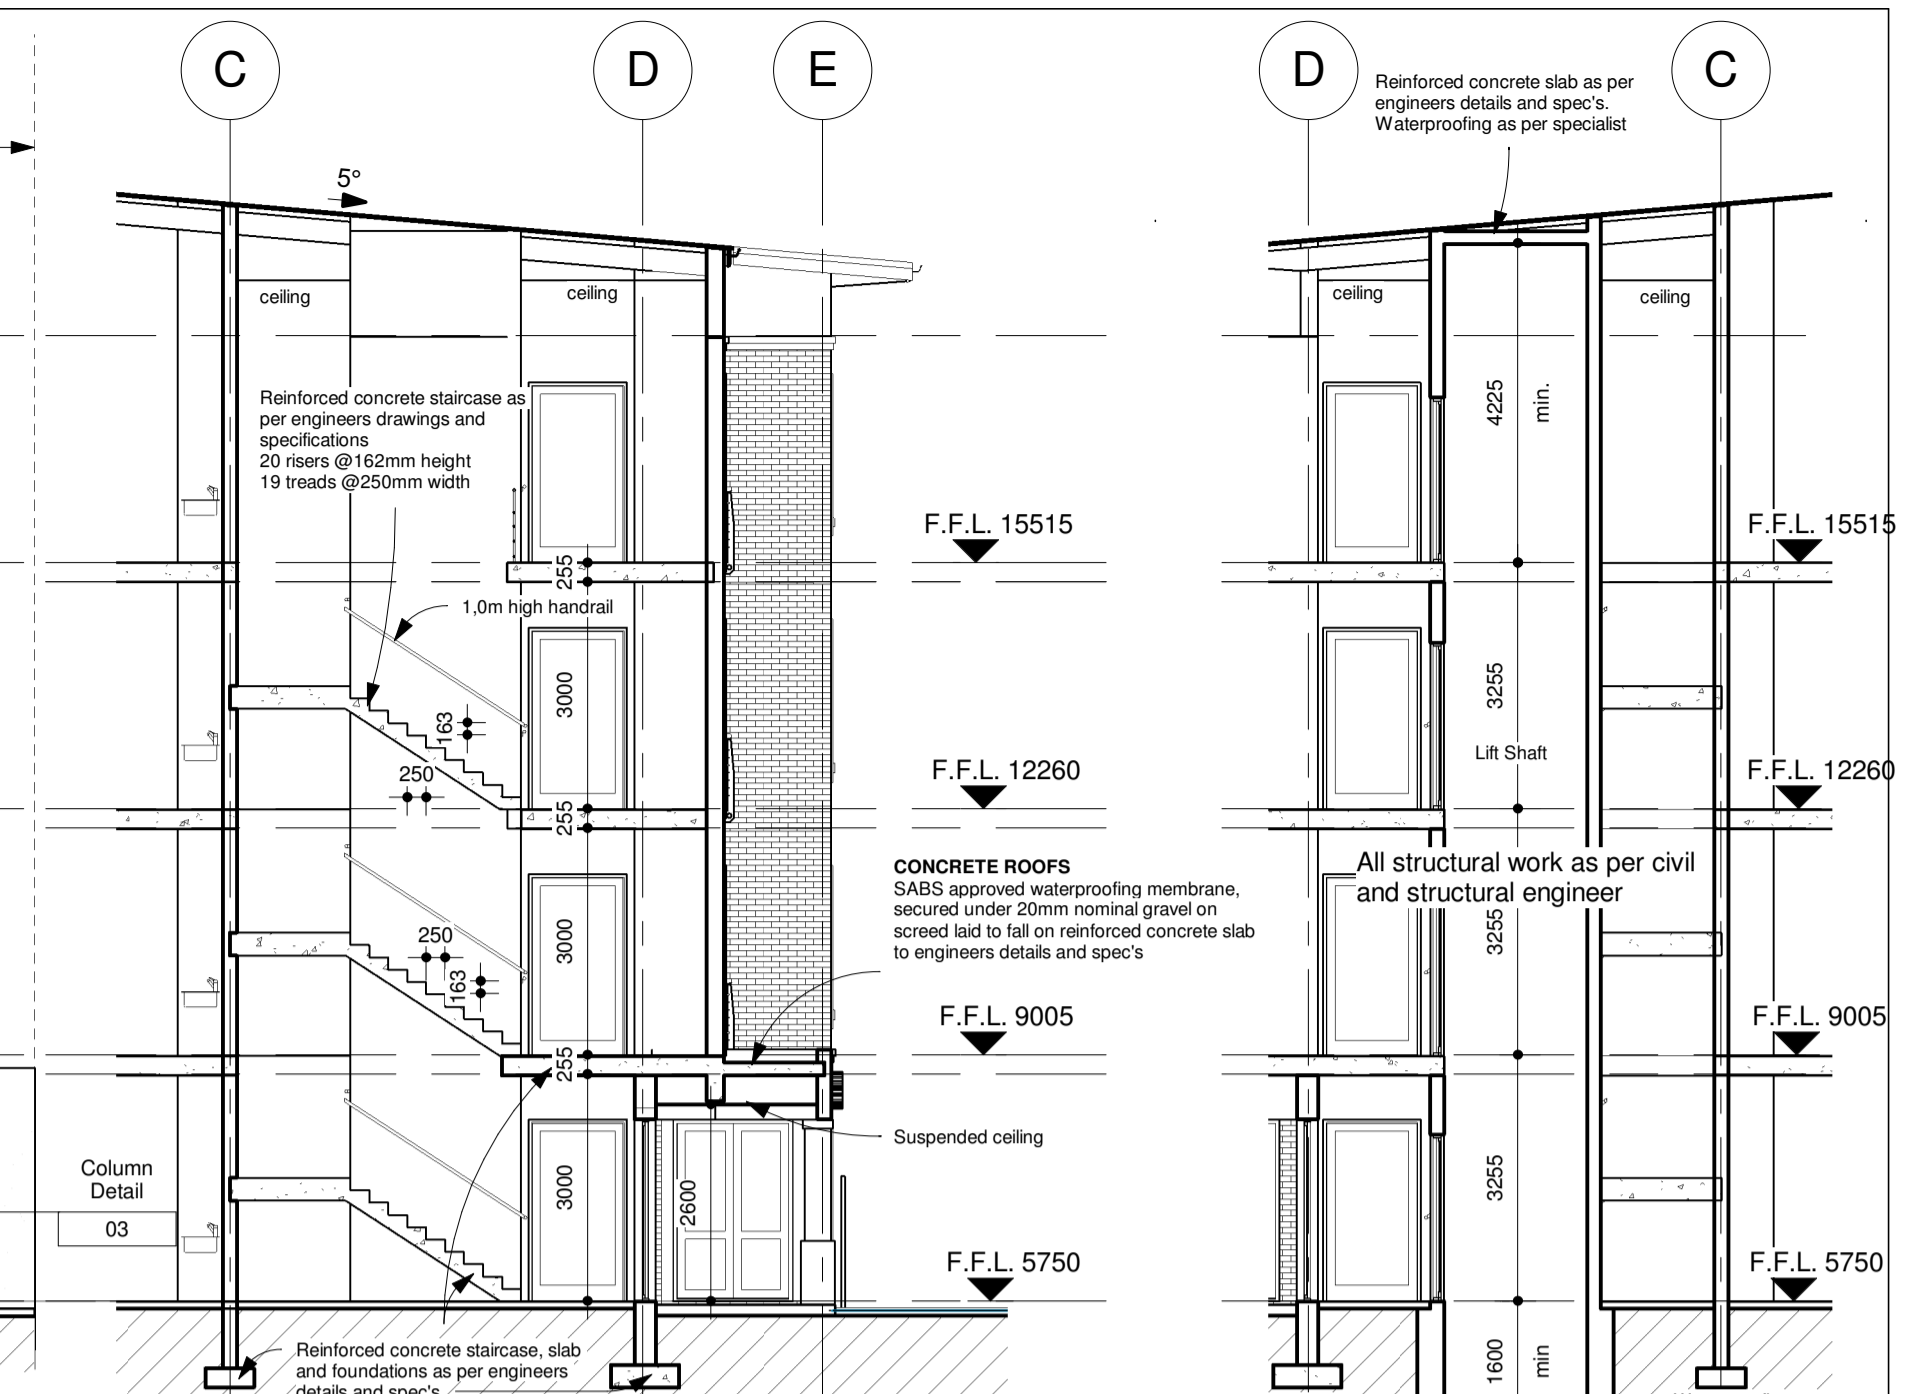 C
D
E
D
C
Reinforced concrete slab as per
engineers details and spec's.
Waterproofing as per specialist
5°
ceiling
ceiling
ceiling
ceiling
Reinforced concrete staircase as
per engineers drawings and
specifications
20 risers @162mm height
19 treads @250mm width
4225
min.
F.F.L. 15515
F.F.L. 15515
255
1,0m high handrail
3000
163
250
3255
Lift Shaft
F.F.L. 12260
F.F.L. 12260
255
CONCRETE ROOFS
SABS approved waterproofing membrane,
secured under 20mm nominal gravel on
screed laid to fall on reinforced concrete slab
to engineers details and spec's
All structural work as per civil
and structural engineer
3255
250
163
3000
F.F.L. 9005
F.F.L. 9005
255
Suspended ceiling
Column
Detail
03
3000
2600
3255
F.F.L. 5750
F.F.L. 5750
Reinforced concrete staircase, slab
and foundations as per engineers
details and spec's
1600
min